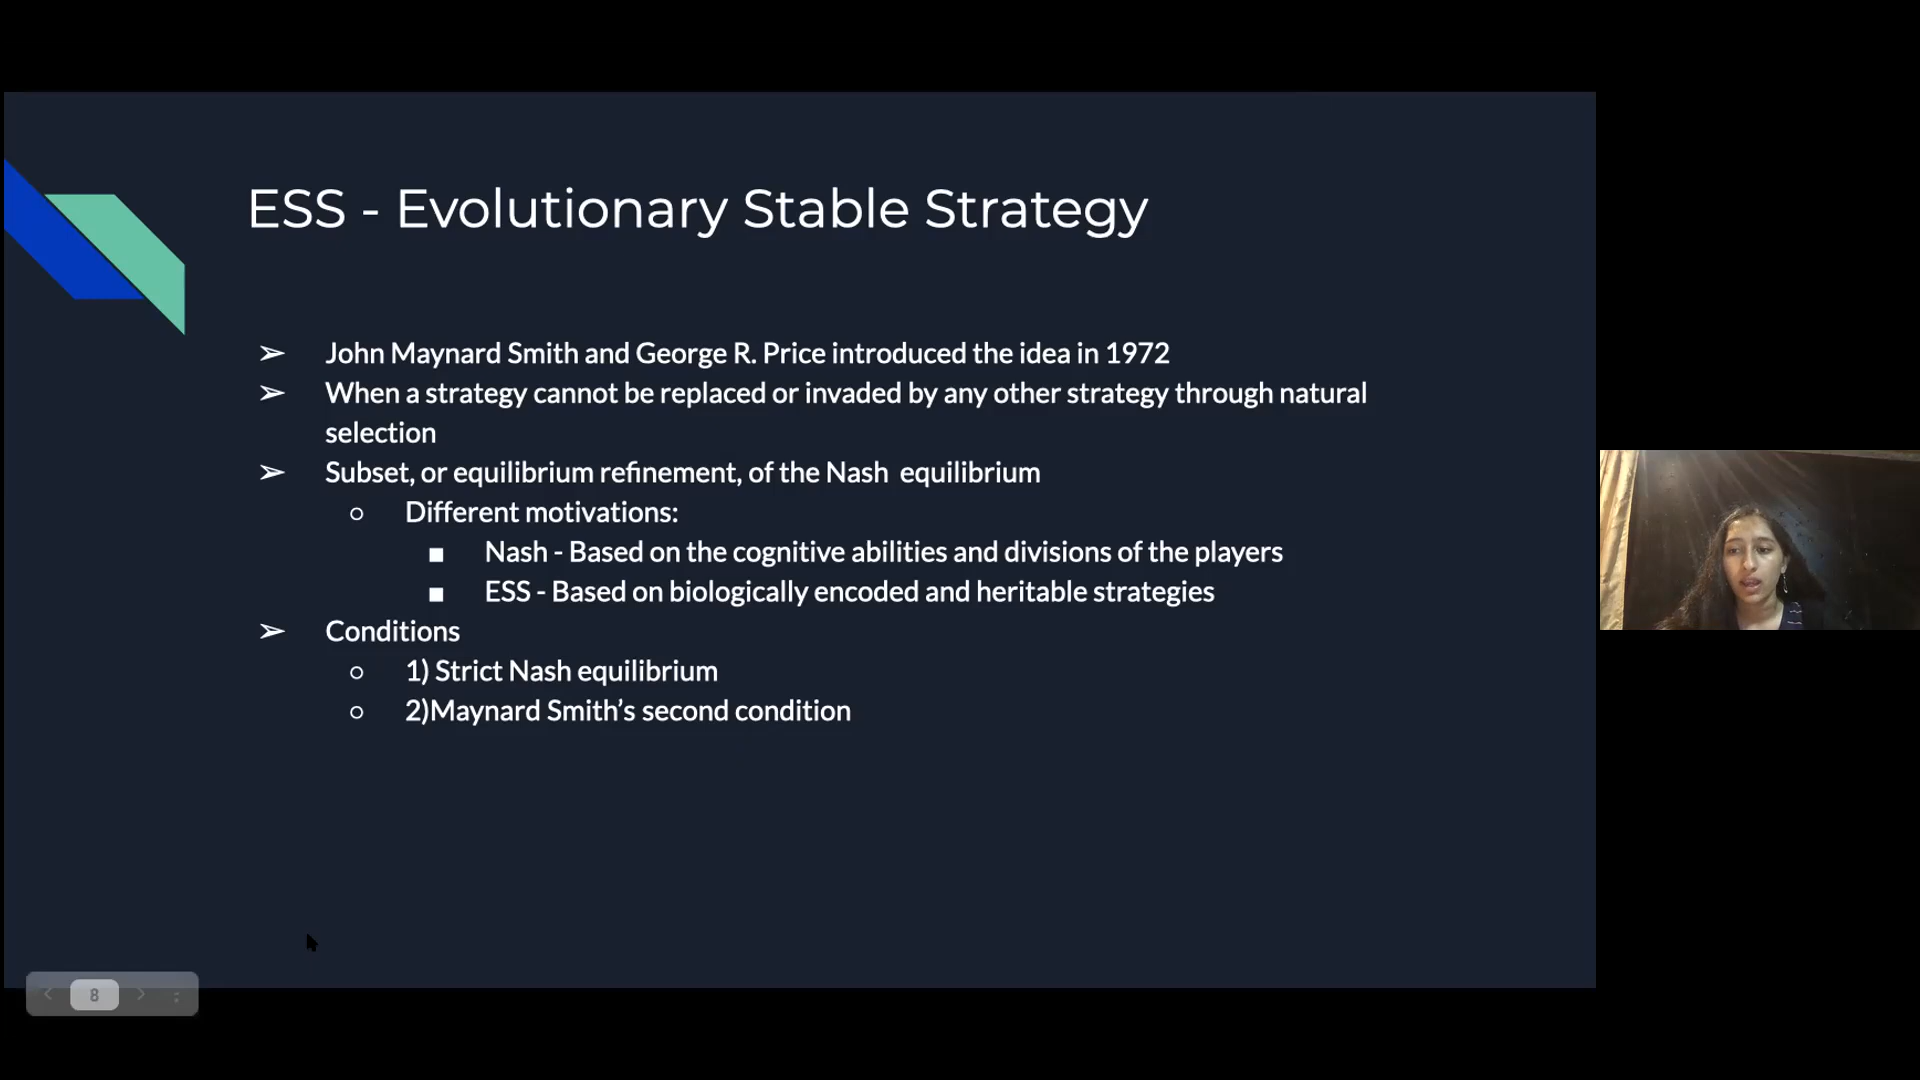 ESS - Evolutionary Stable Strategy
➢ John Maynard Smith and George R. Price introduced the idea in 1972
➢ When a strategy cannot be replaced or invaded by any other strategy through natural
selection
➢ Subset, or equilibrium refinement, of the Nash  equilibrium
○ Different motivations:
■ Nash - Based on the cognitive abilities and divisions of the players
■ ESS - Based on biologically encoded and heritable strategies
➢ Conditions
○ 1) Strict Nash equilibrium
○ 2)Maynard Smith’s second condition
8